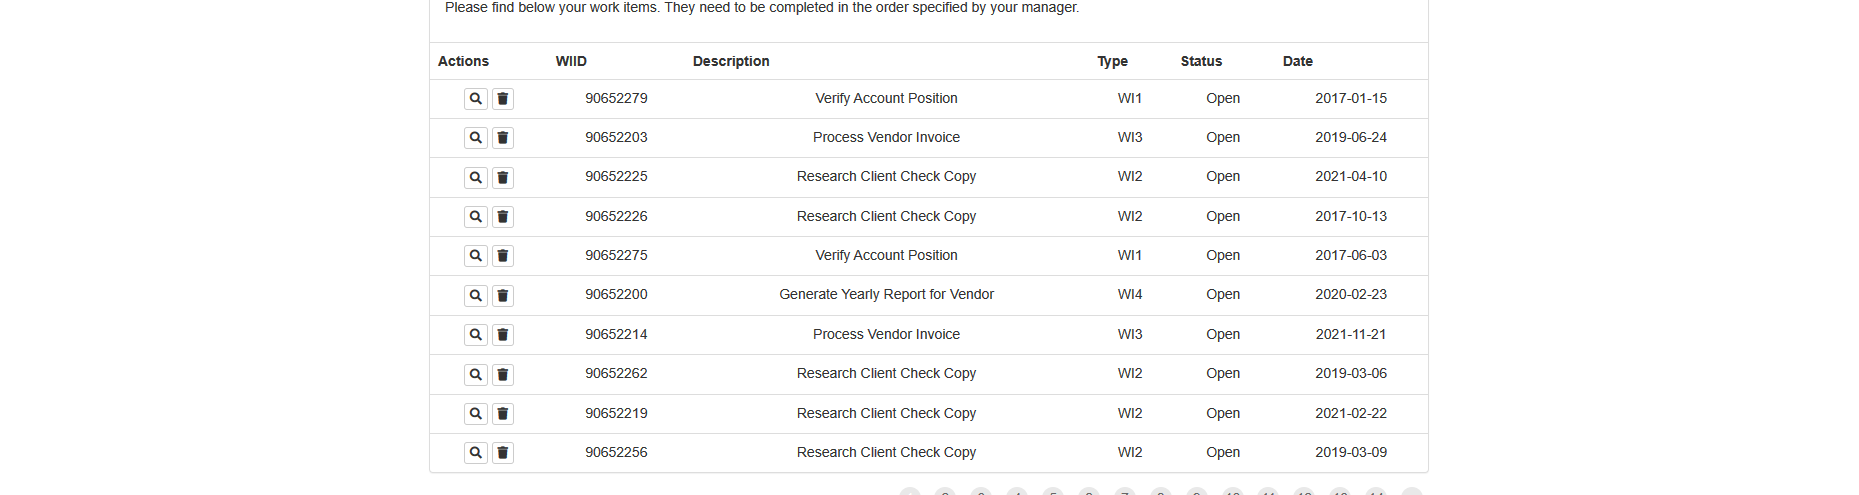 Please find below your work items. They need to be completed in the order specified by your manager.
Actions WIID Description Type Status Date
90652279 Verify Account Position WI1 Open 2017-01-15
90652203 Process Vendor Invoice WI3 Open 2019-06-24
90652225 Research Client Check Copy WI2 Open 2021-04-10
90652226 Research Client Check Copy WI2 Open 2017-10-13
90652275 Verify Account Position WI1 Open 2017-06-03
90652200 Generate Yearly Report for Vendor WI4 Open 2020-02-23
90652214 Process Vendor Invoice WI3 Open 2021-11-21
90652262 Research Client Check Copy WI2 Open 2019-03-06
90652219 Research Client Check Copy WI2 Open 2021-02-22
90652256 Research Client Check Copy WI2 Open 2019-03-09